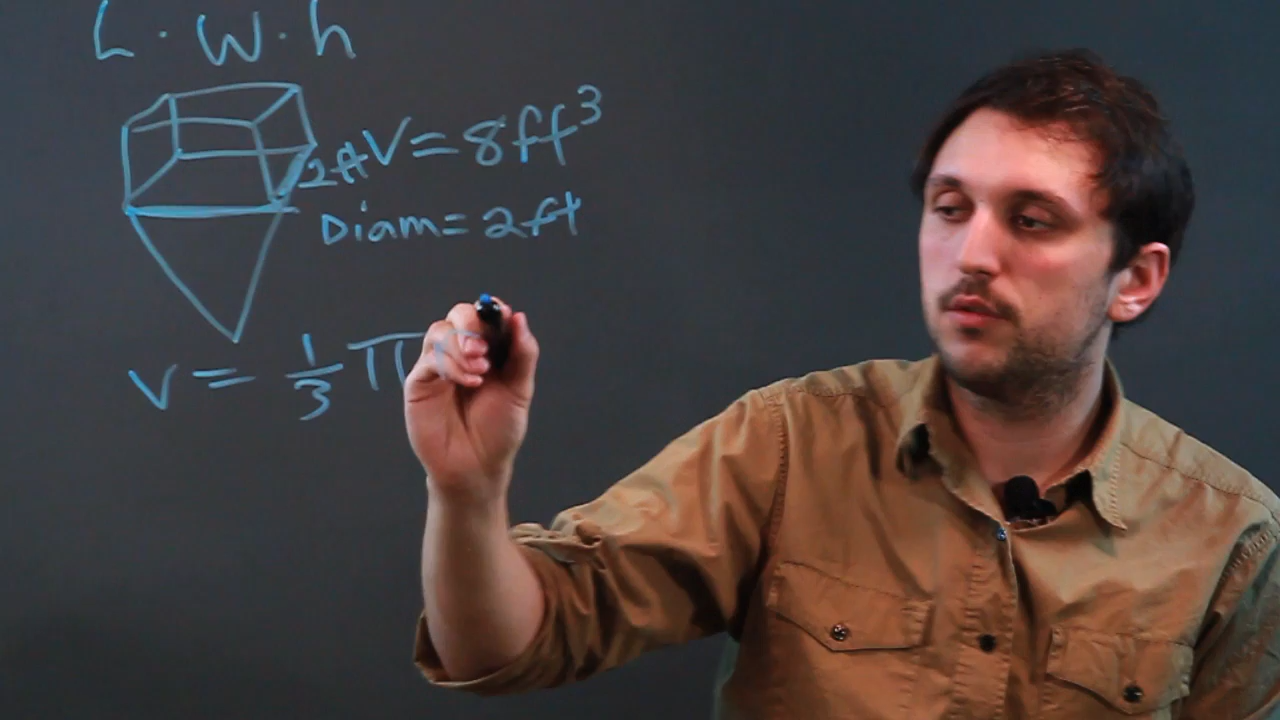 L · W · h
2ft V = 8ft³
Diam = 2ft
V = 1/3 π